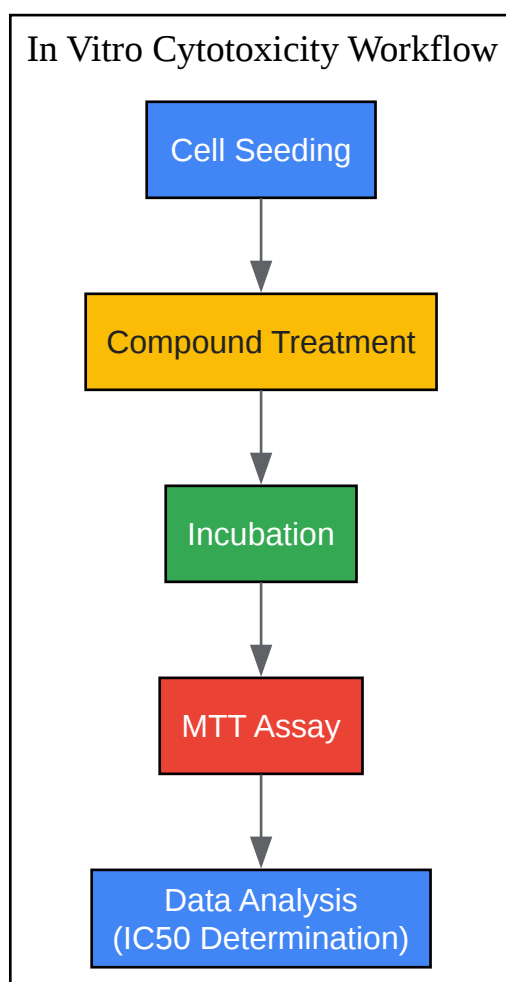 In Vitro Cytotoxicity Workflow
Cell Seeding
Compound Treatment
Incubation
MTT Assay
Data Analysis
(IC50 Determination)